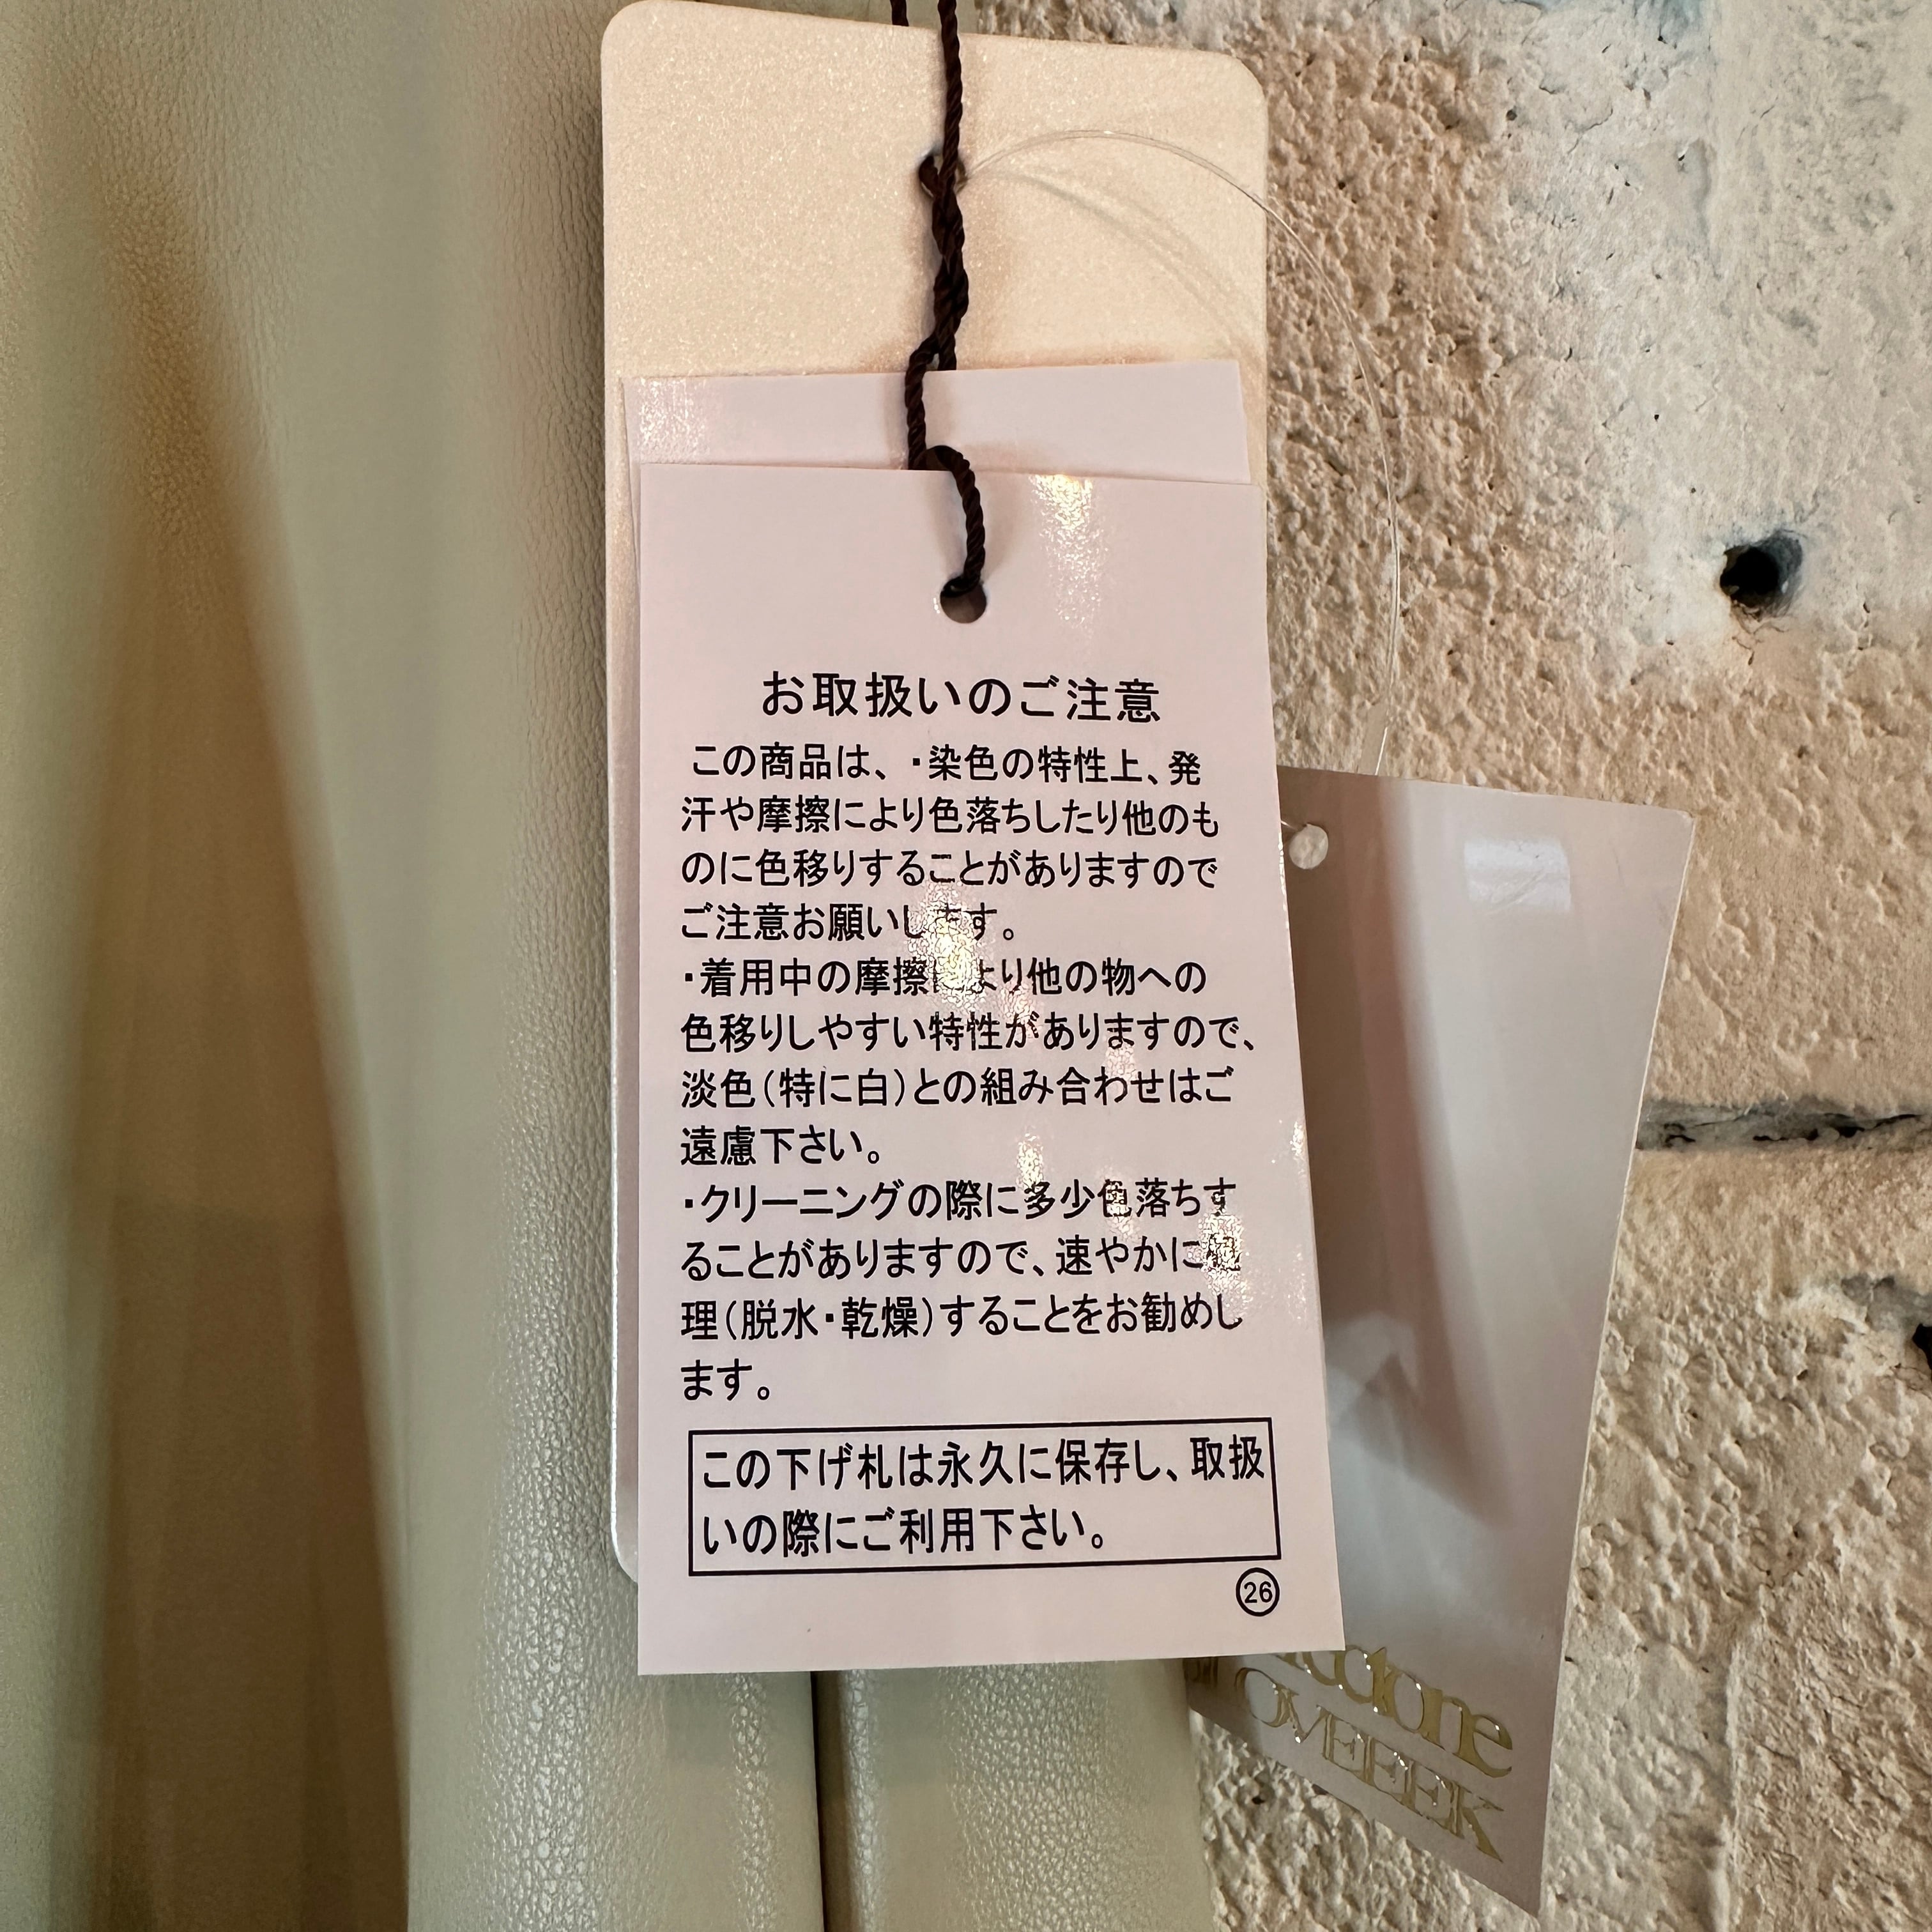 お取扱いのご注意
この商品は、・染色の特性上、発
汗や摩擦により色落ちしたり他のも
のに色移りすることがありますので
ご注意お願いします。
・着用中の摩擦により他の物への
色移りしやすい特性がありますので、
淡色(特に白)との組み合わせはご
遠慮下さい。
・クリーニングの際に多少色落ちす
ることがありますので、速やかに処
理(脱水・乾燥)することをお勧めし
ます。
この下げ札は永久に保存し、取扱
いの際にご利用下さい。
26